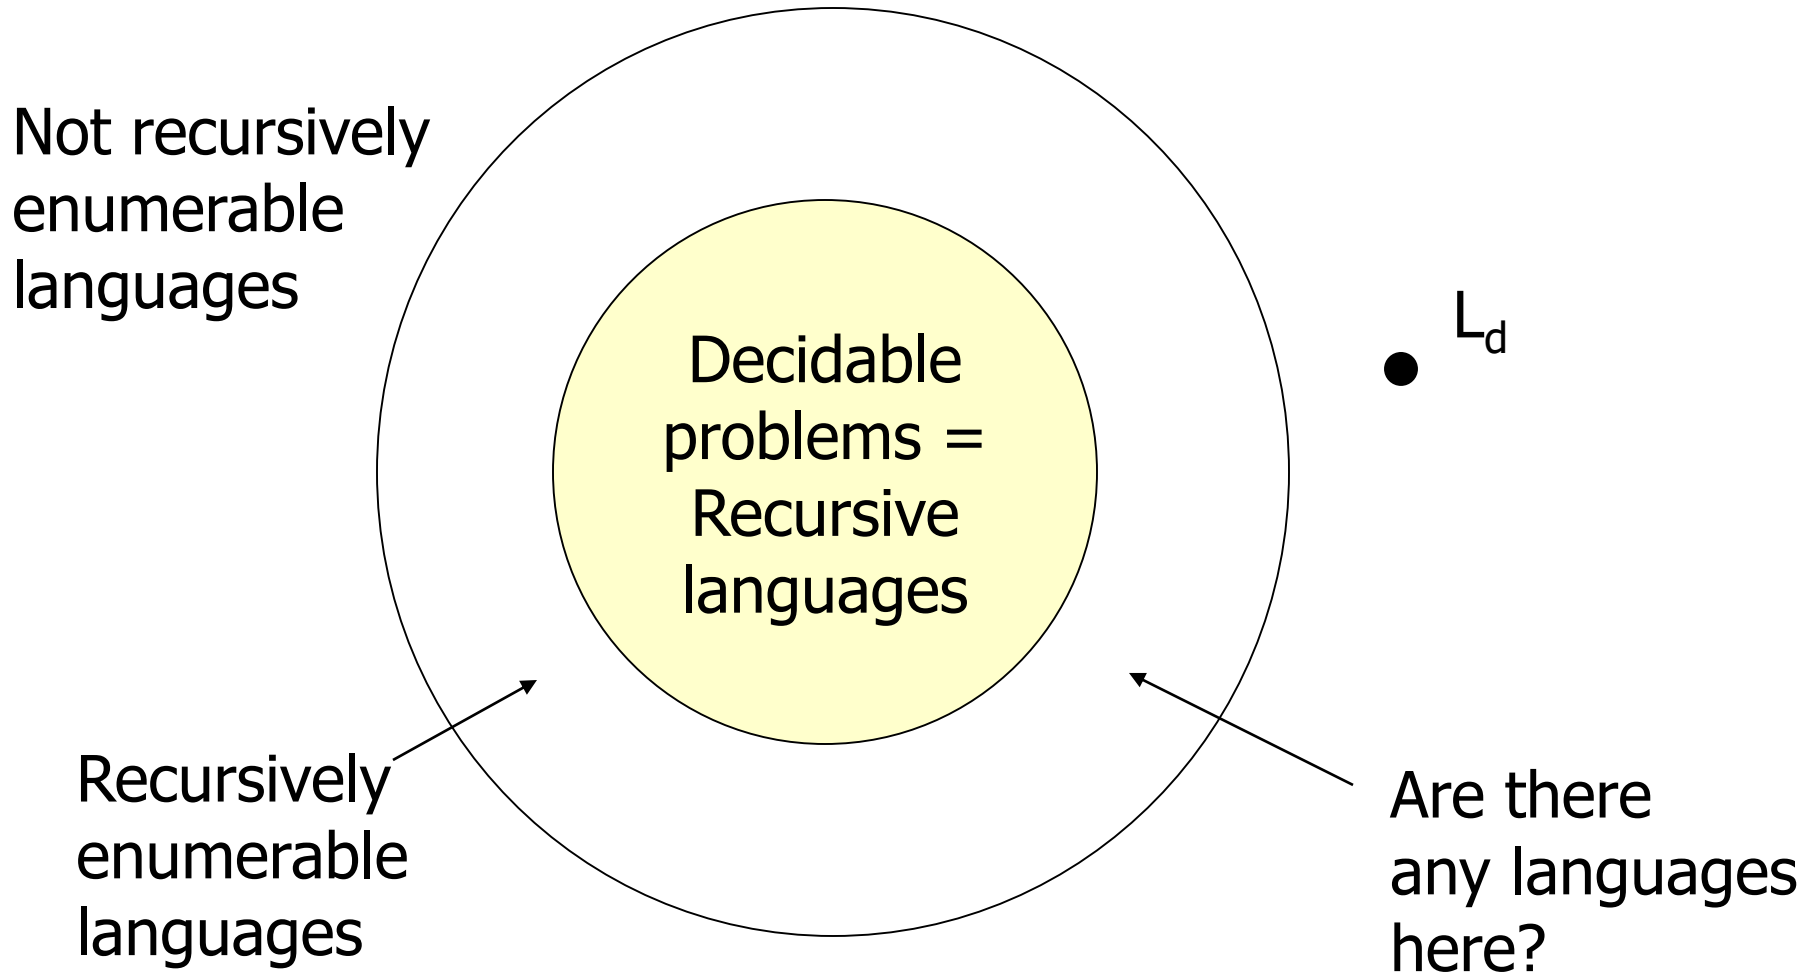 Not recursively
enumerable
languages
Decidable
problems =
Recursive
languages
L_d
Recursively
enumerable
languages
Are there
any languages
here?